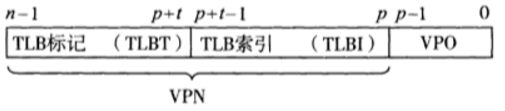 n−1 p+t p+t−1 p p−1 0
TLB标记 （TLBT） TLB索引 （TLBI） VPO
VPN